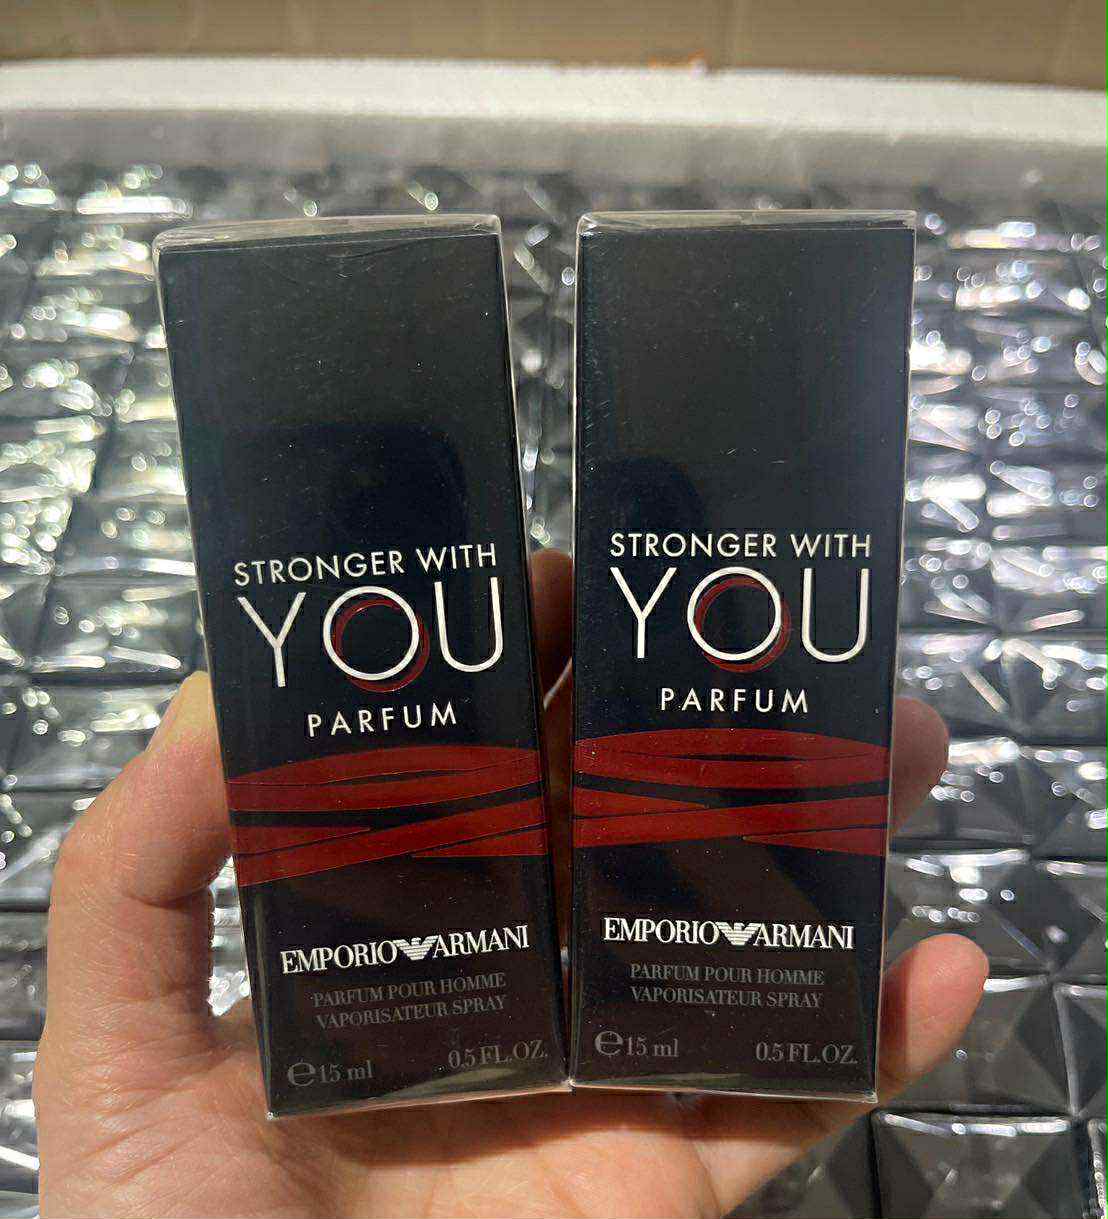 STRONGER WITH
YOU
PARFUM
EMPORIO ARMANI
PARFUM POUR HOMME
VAPORISATEUR SPRAY
℮15 ml 0.5 FL.OZ.
STRONGER WITH
YOU
PARFUM
EMPORIO ARMANI
PARFUM POUR HOMME
VAPORISATEUR SPRAY
℮15 ml 0.5 FL.OZ.